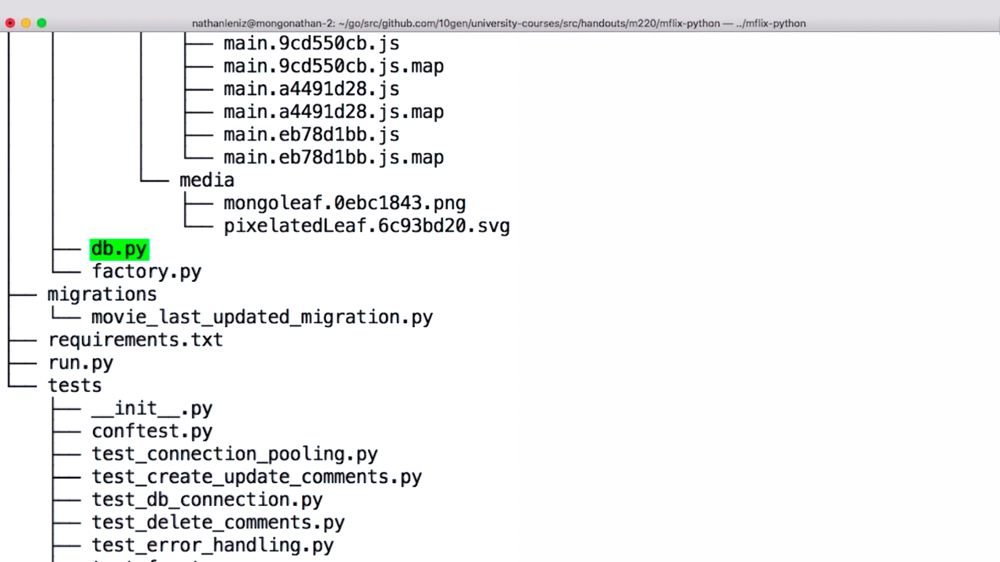 nathanleniz@mongonathan-2: ~/go/src/github.com/10gen/university-courses/src/handouts/m220/mflix-python — ../mflix-python
main.9cd550cb.js
main.9cd550cb.js.map
main.a4491d28.js
main.a4491d28.js.map
main.eb78d1bb.js
main.eb78d1bb.js.map
media
mongoleaf.0ebc1843.png
pixelatedLeaf.6c93bd20.svg
db.py
factory.py
migrations
movie_last_updated_migration.py
requirements.txt
run.py
tests
__init__.py
conftest.py
test_connection_pooling.py
test_create_update_comments.py
test_db_connection.py
test_delete_comments.py
test_error_handling.py